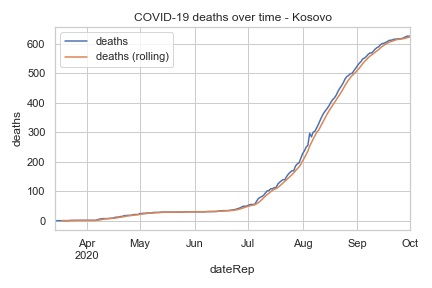 COVID-19 deaths over time - Kosovo
deaths
deaths (rolling)
600
500
400
300
200
100
0
deaths
Apr
2020
May
Jun
Jul
Aug
Sep
Oct
dateRep